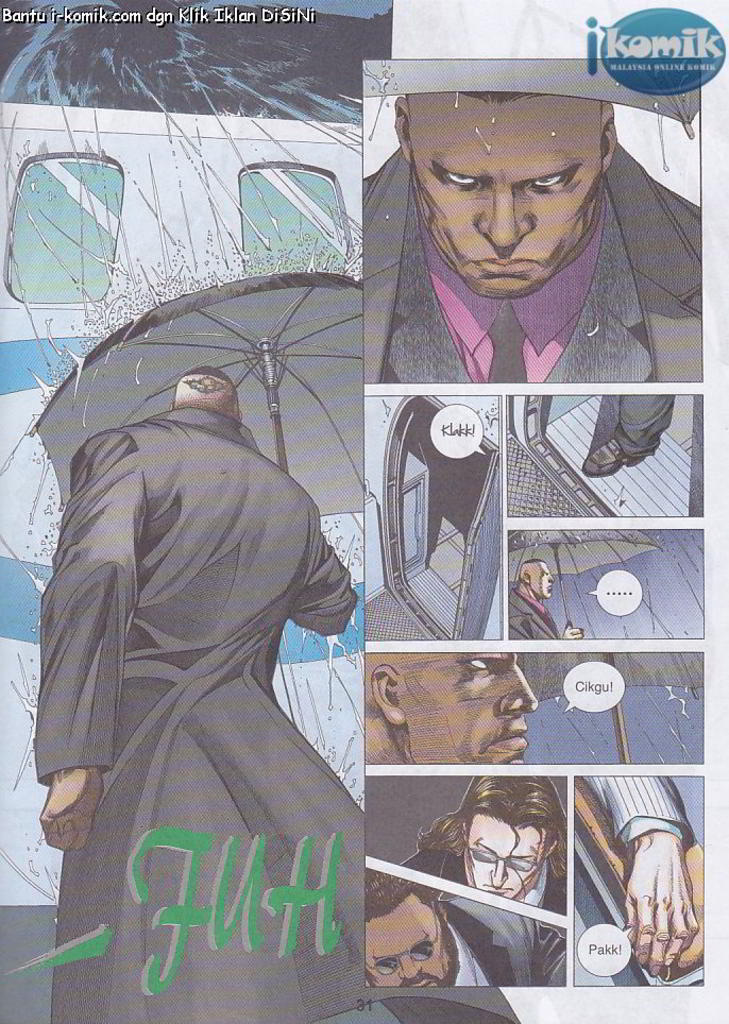 Bantu i-komik.com dgn Klik Iklan DiSiNi
ikomik
MALAYSIA ONLINE KOMIK
Klakk!
.....
Cikgu!
Pakk!
FUH
31